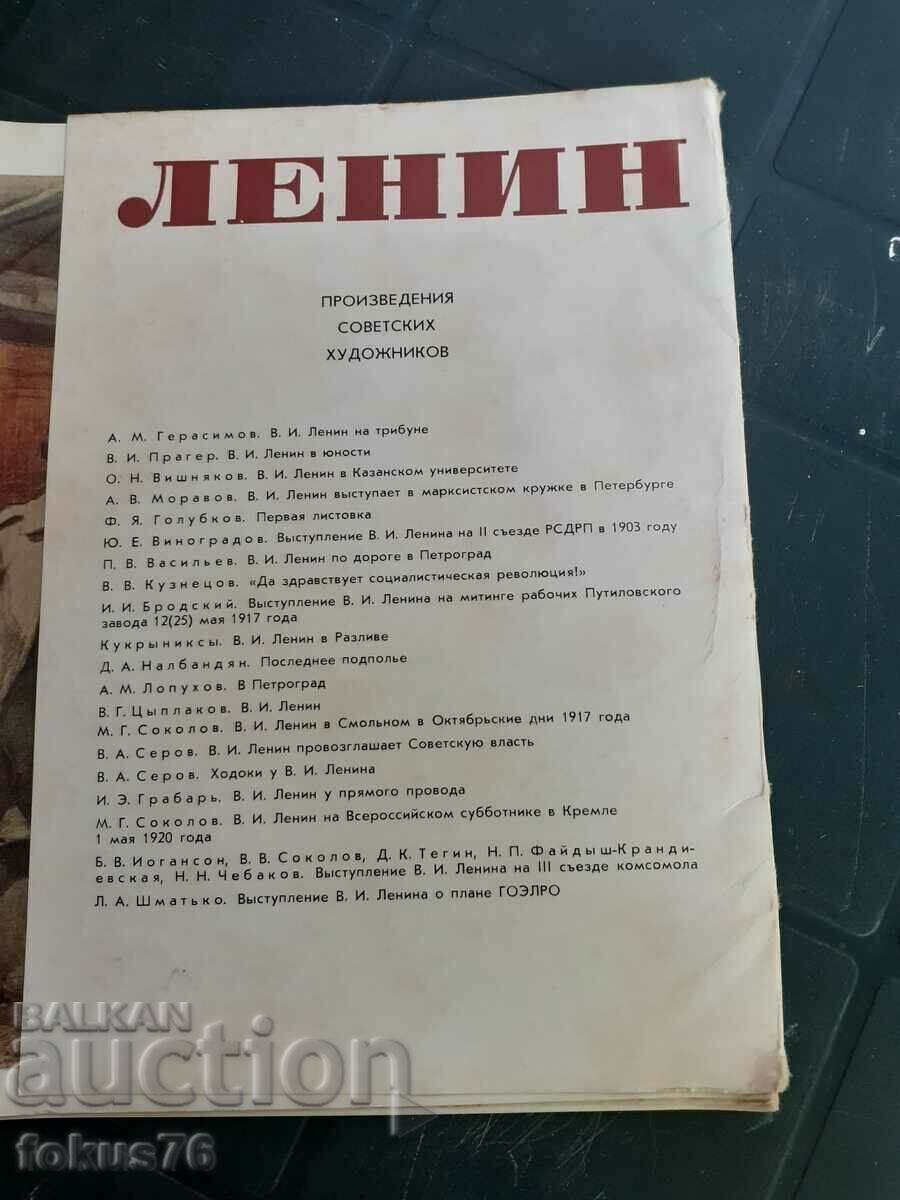 ЛЕНИН
ПРОИЗВЕДЕНИЯ
СОВЕТСКИХ
ХУДОЖНИКОВ
А. М. Герасимов. В. И. Ленин на трибуне
В. И. Прагер. В. И. Ленин в юности
О. Н. Вишняков. В. И. Ленин в Казанском университете
А. В. Моравов. В. И. Ленин выступает в марксистском кружке в Петербурге
Ф. Я. Голубков. Первая листовка
Ю. Е. Виноградов. Выступление В. И. Ленина на II съезде РСДРП в 1903 году
П. В. Васильев. В. И. Ленин по дороге в Петроград
В. В. Кузнецов. «Да здравствует социалистическая революция!»
И. И. Бродский. Выступление В. И. Ленина на митинге рабочих Путиловского
завода 12(25) мая 1917 года
Кукрыниксы. В. И. Ленин в Разливе
Д. А. Налбандян. Последнее подполье
А. М. Лопухов. В Петроград
В. Г. Цыплаков. В. И. Ленин
М. Г. Соколов. В. И. Ленин в Смольном в Октябрьские дни 1917 года
В. А. Серов. В. И. Ленин провозглашает Советскую власть
В. А. Серов. Ходоки у В. И. Ленина
И. Э. Грабарь. В. И. Ленин у прямого провода
М. Г. Соколов. В. И. Ленин на Всероссийском субботнике в Кремле
1 мая 1920 года
Б. В. Иогансон, В. В. Соколов, Д. К. Тегин, Н. П. Файдыш-Кранди-
евская, Н. Н. Чебаков. Выступление В. И. Ленина на III съезде комсомола
Л. А. Шматько. Выступление В. И. Ленина о плане ГОЭЛРО
BALKAN
auction
fokus76